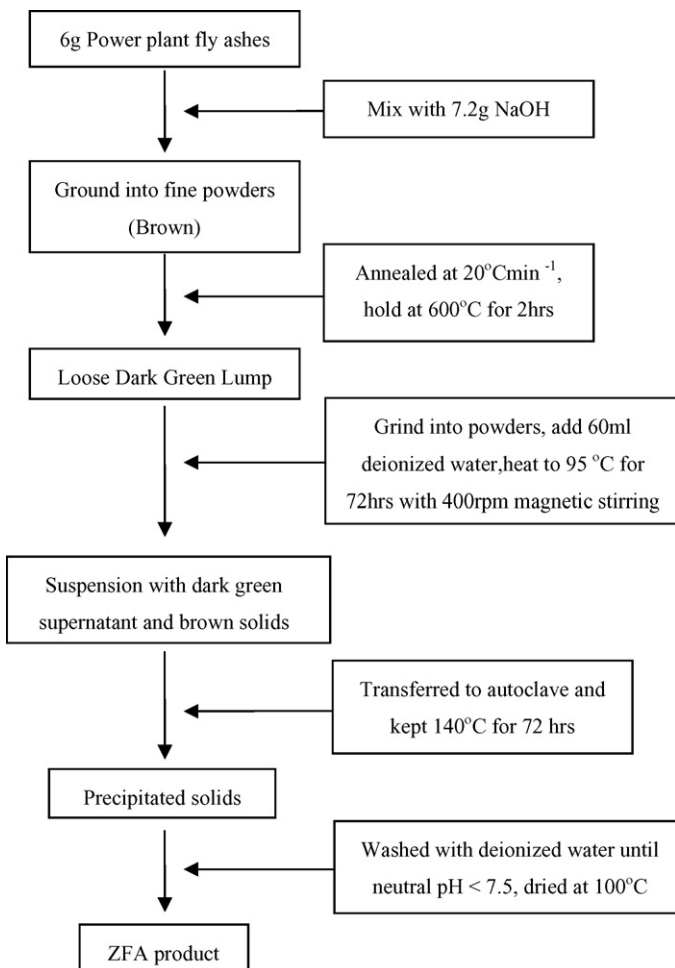 6g Power plant fly ashes
Mix with 7.2g NaOH
Ground into fine powders
(Brown)
Annealed at 20°Cmin ⁻¹,
hold at 600°C for 2hrs
Loose Dark Green Lump
Grind into powders, add 60ml
deionized water,heat to 95 °C for
72hrs with 400rpm magnetic stirring
Suspension with dark green
supernatant and brown solids
Transferred to autoclave and
kept 140°C for 72 hrs
Precipitated solids
Washed with deionized water until
neutral pH < 7.5, dried at 100°C
ZFA product